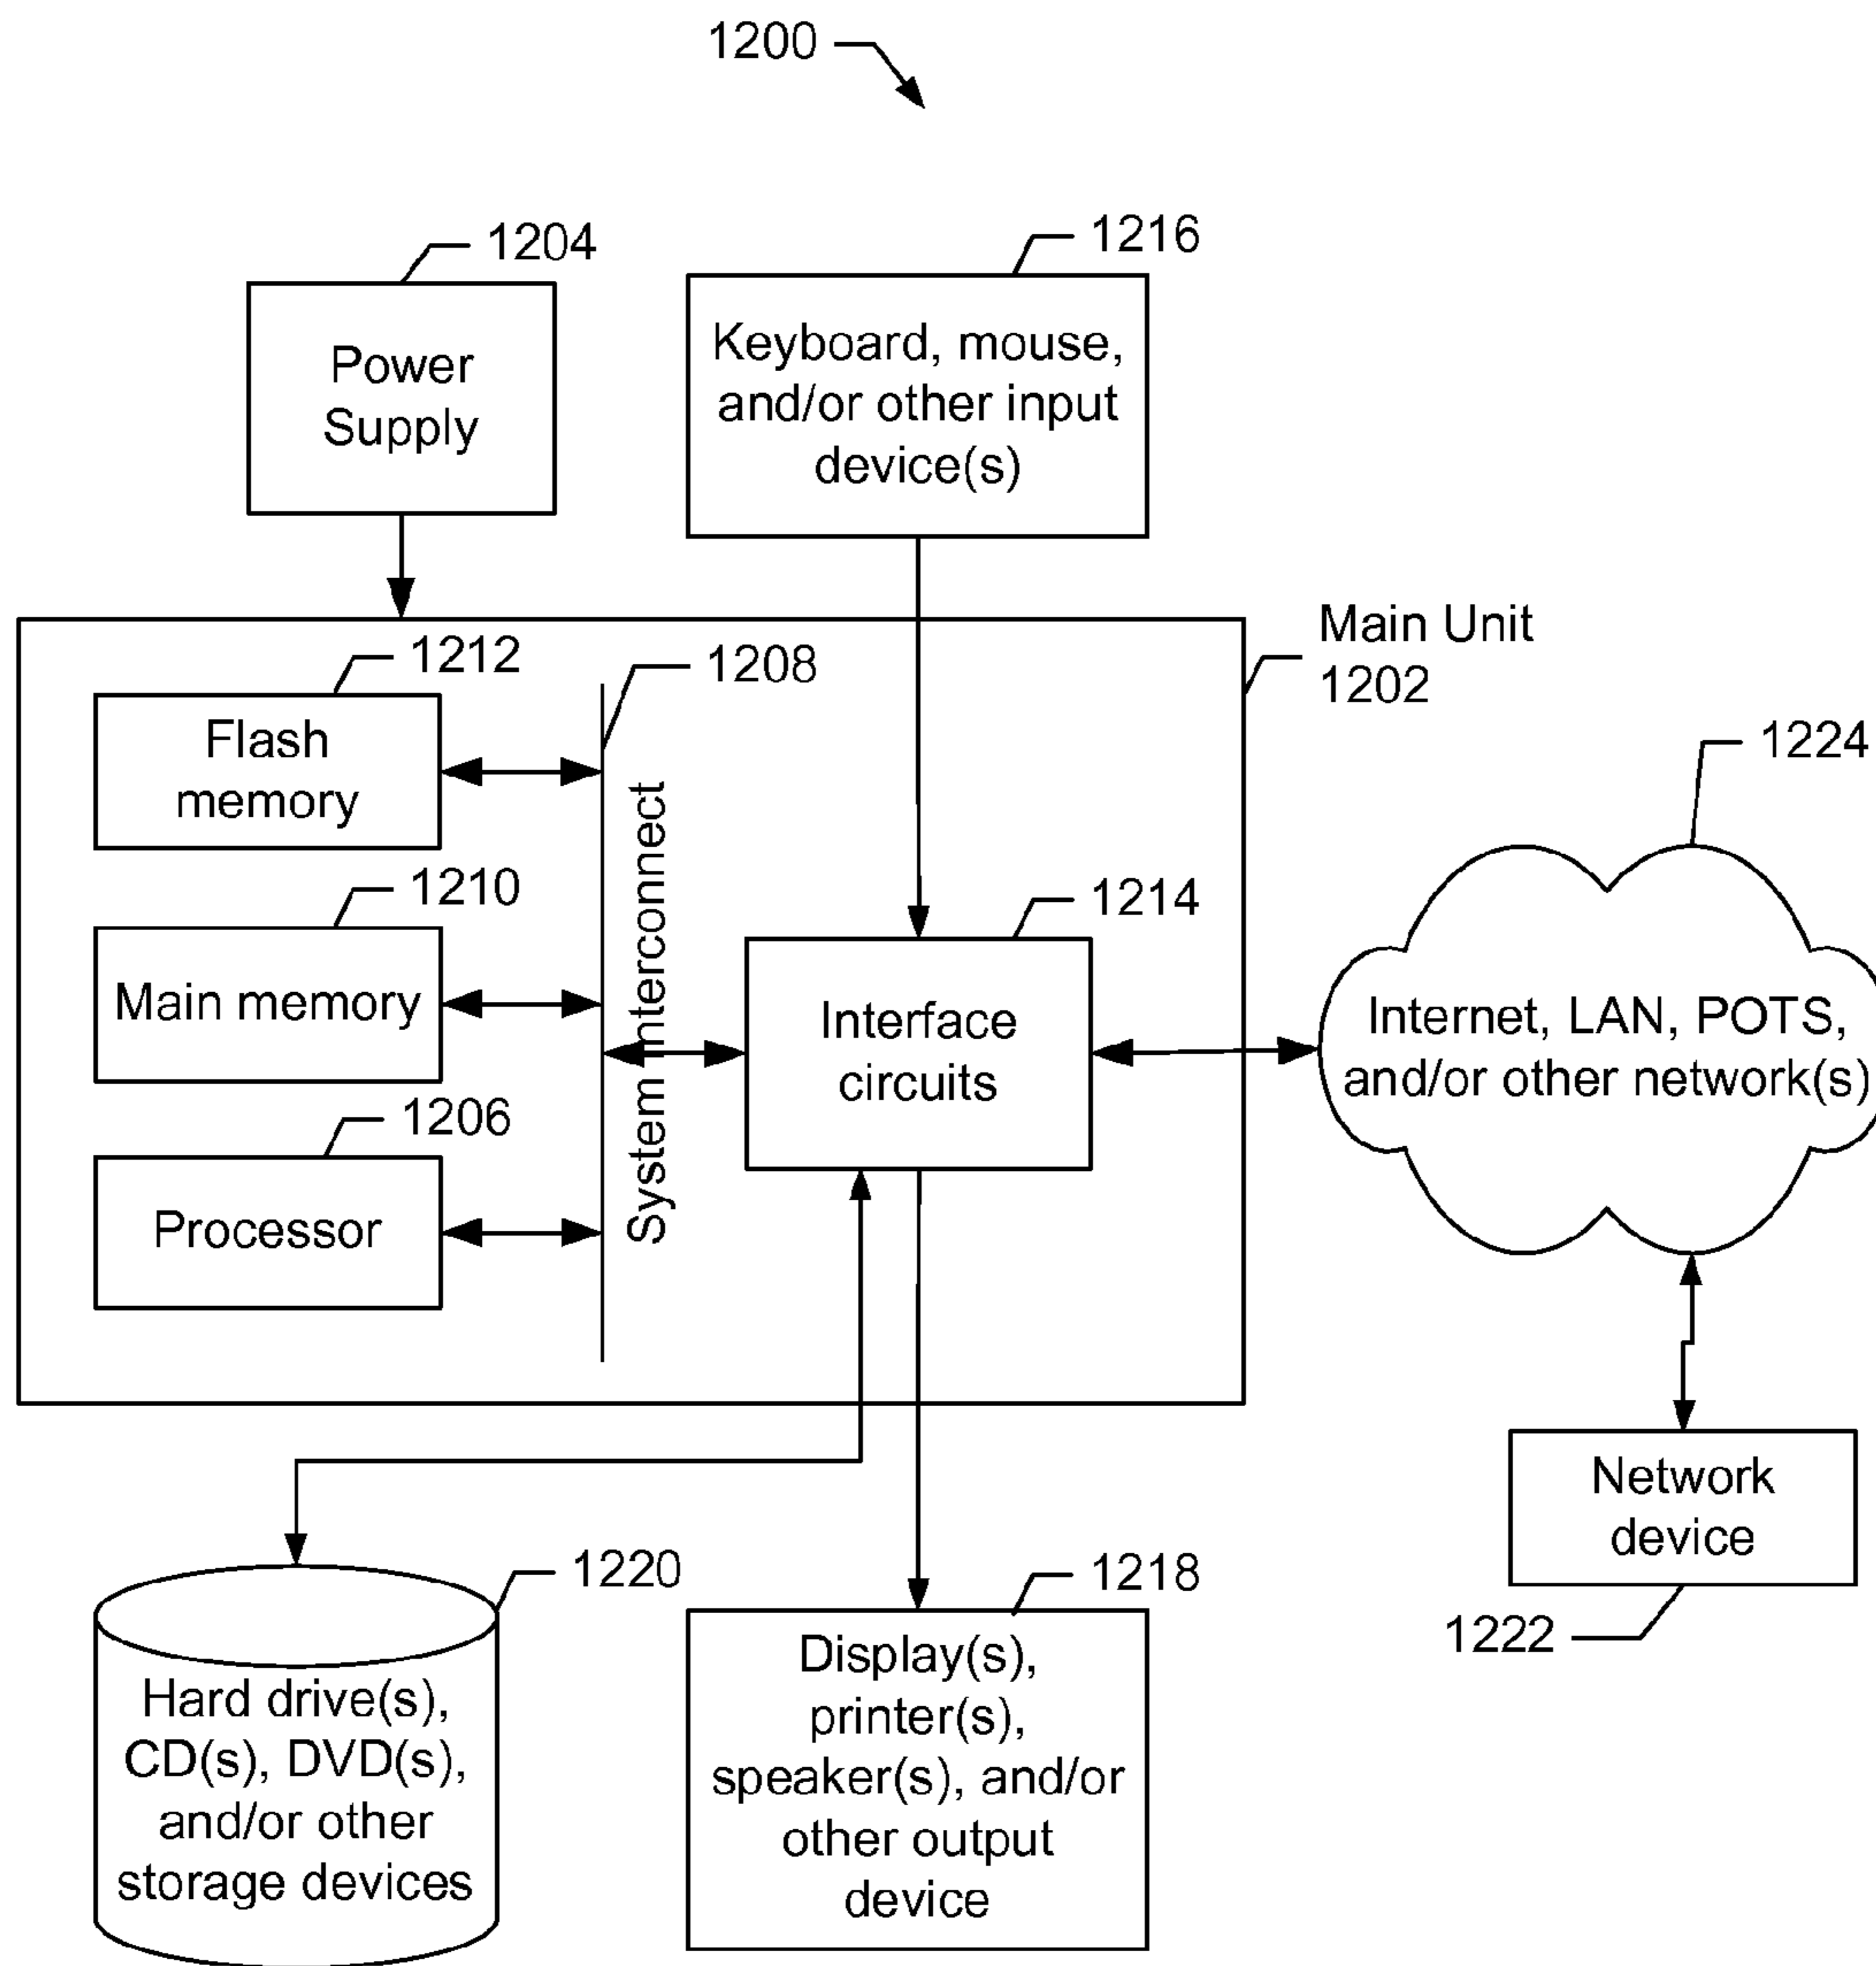 1200
1204
Power
Supply
1216
Keyboard, mouse,
and/or other input
device(s)
Main Unit
1202
1212
Flash
memory
1208
System Interconnect
1210
Main memory
1206
Processor
1214
Interface
circuits
1224
Internet, LAN, POTS,
and/or other network(s)
Network
device
1222
1220
Hard drive(s),
CD(s), DVD(s),
and/or other
storage devices
1218
Display(s),
printer(s),
speaker(s), and/or
other output
device